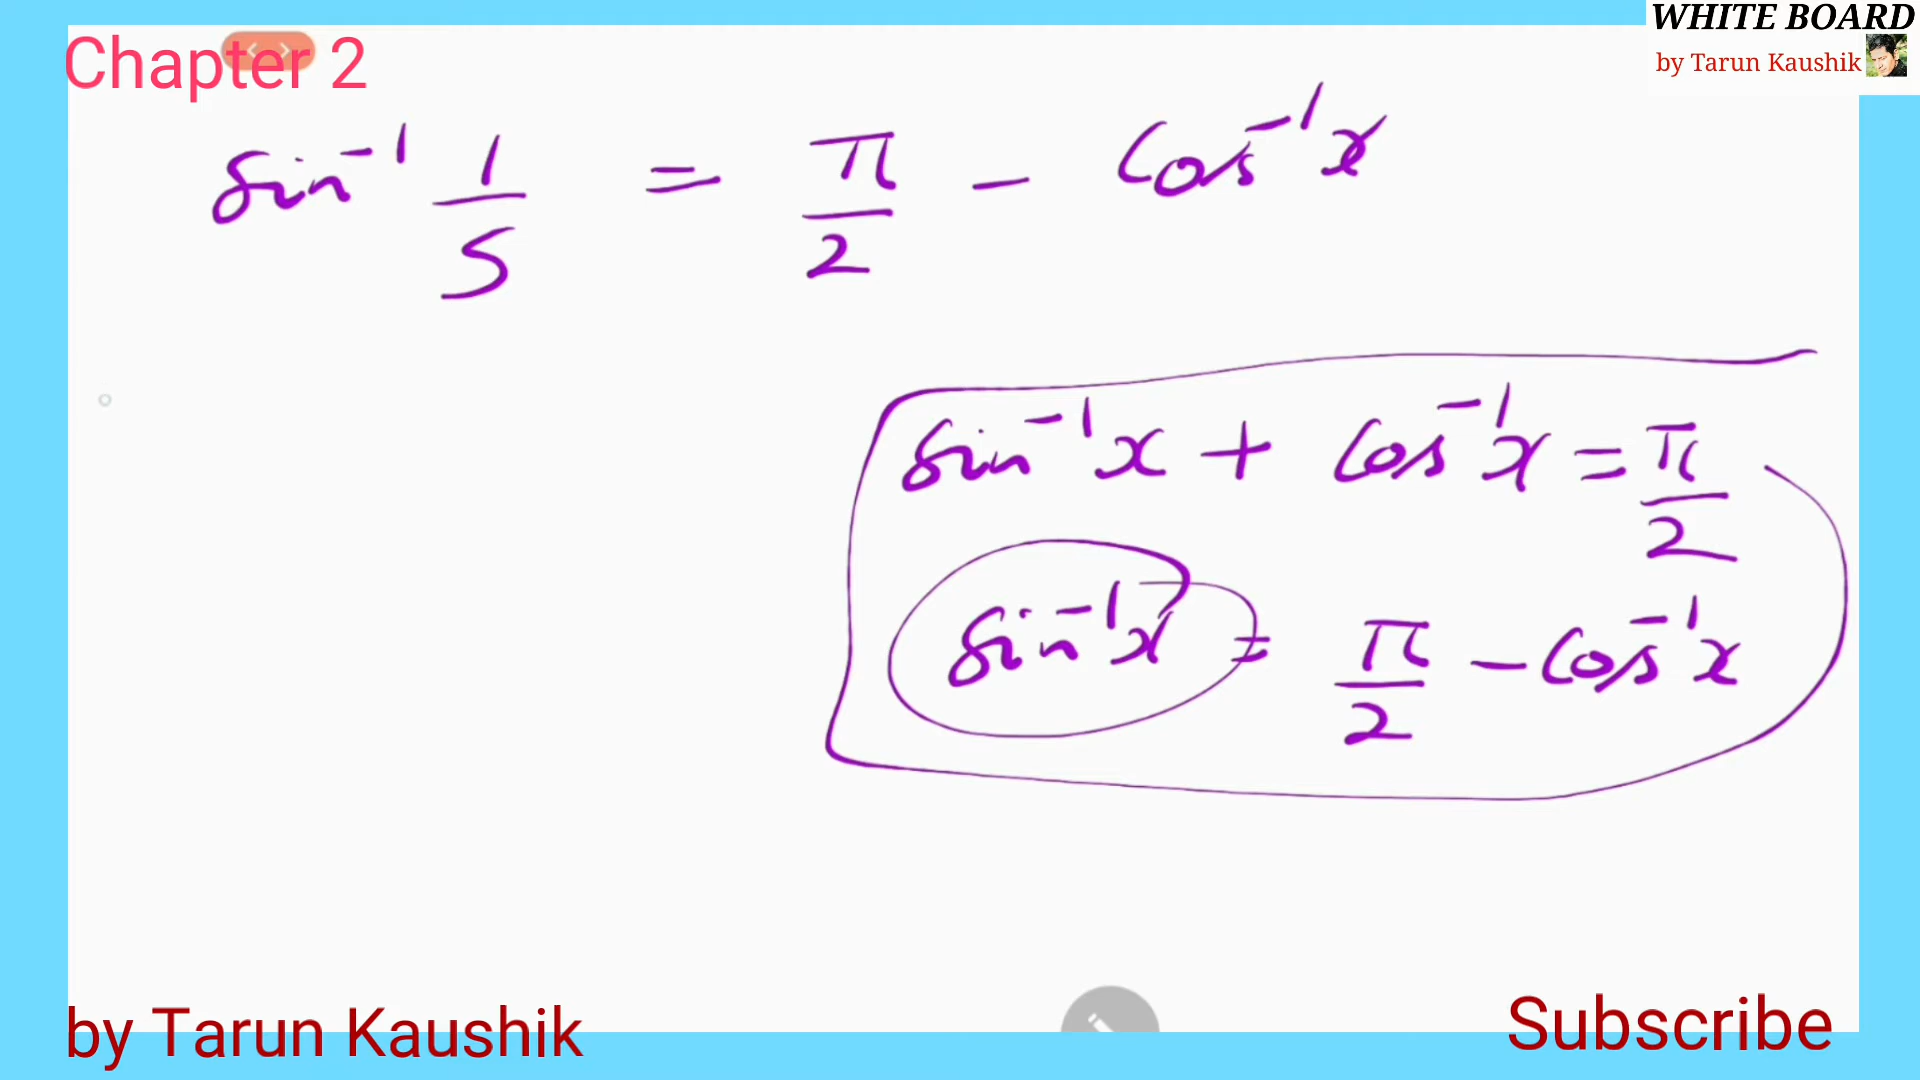 WHITE BOARD
by Tarun Kaushik
Chapter 2
sin⁻¹ 1/5 = π/2 - cos⁻¹x
sin⁻¹x + cos⁻¹x = π/2
sin⁻¹x = π/2 - cos⁻¹x
by Tarun Kaushik
Subscribe